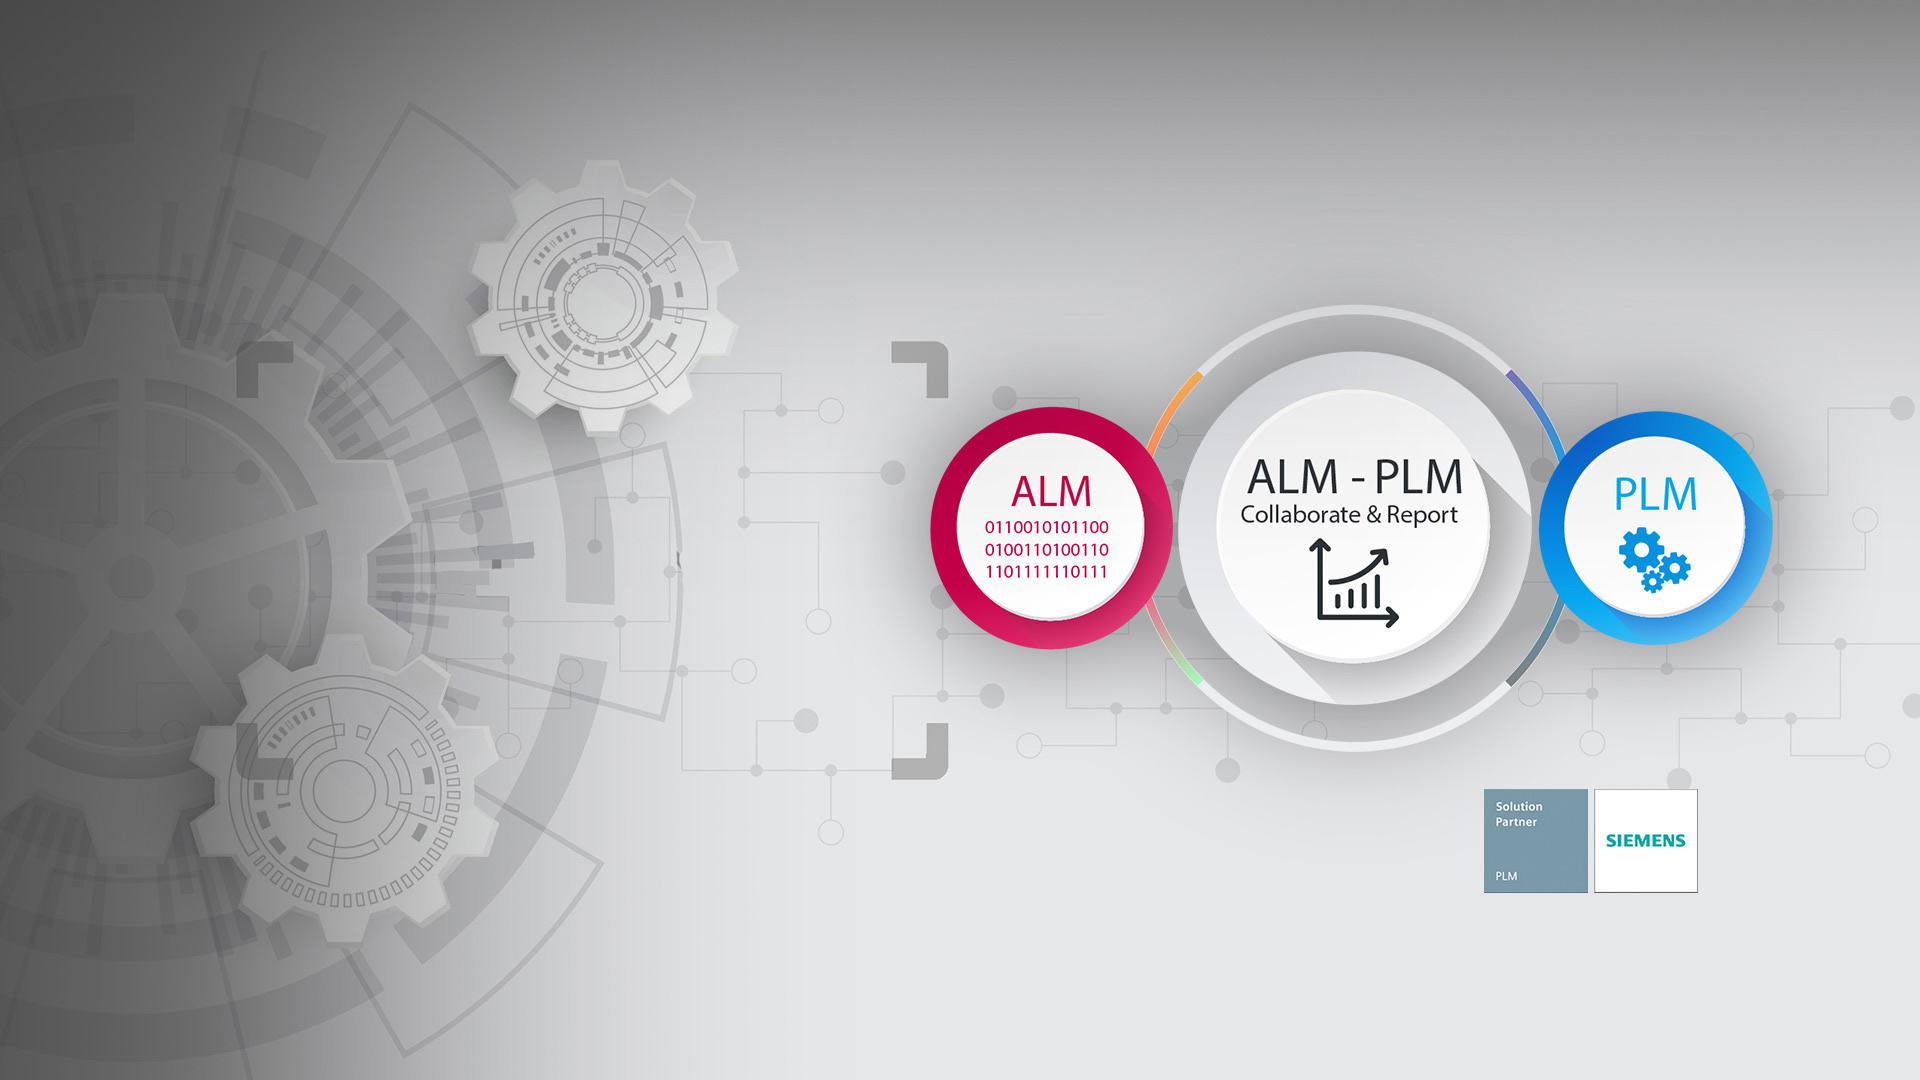 ALM
0110010101100
0100110100110
1101111110111
ALM - PLM
Collaborate & Report
PLM
Solution
Partner
PLM
SIEMENS